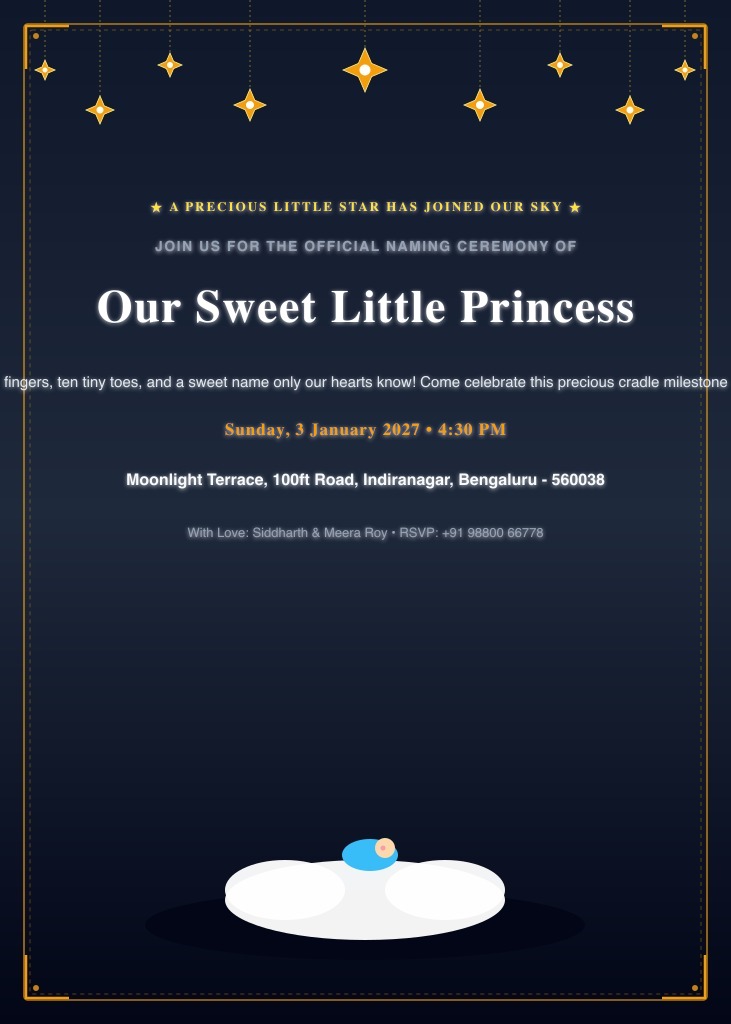 ★ A PRECIOUS LITTLE STAR HAS JOINED OUR SKY ★
JOIN US FOR THE OFFICIAL NAMING CEREMONY OF
Our Sweet Little Princess
fingers, ten tiny toes, and a sweet name only our hearts know! Come celebrate this precious cradle milestone
Sunday, 3 January 2027 • 4:30 PM
Moonlight Terrace, 100ft Road, Indiranagar, Bengaluru - 560038
With Love: Siddharth & Meera Roy • RSVP: +91 98800 66778